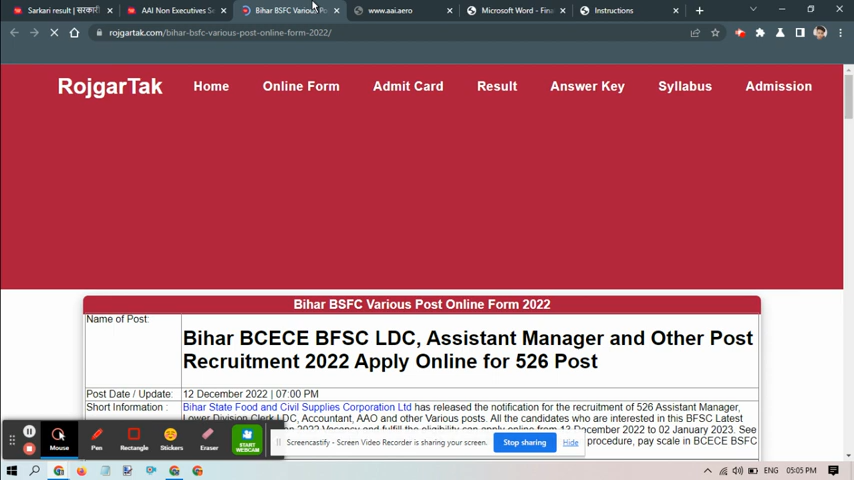 Sarkari result | सरकारी
AAI Non Executives Se
Bihar BSFC Various Po
www.aai.aero
Microsoft Word - Fina
Instructions
rojgartak.com/bihar-bsfc-various-post-online-form-2022/
RojgarTak Home Online Form Admit Card Result Answer Key Syllabus Admission
Bihar BSFC Various Post Online Form 2022
Name of Post:
Bihar BCECE BFSC LDC, Assistant Manager and Other Post
Recruitment 2022 Apply Online for 526 Post
Post Date / Update: 12 December 2022 | 07:00 PM
Short Information : Bihar State Food and Civil Supplies Corporation Ltd has released the notification for the recruitment of 526 Assistant Manager,
Lower Division Clerk LDC, Accountant, AAO and other Various posts. All the candidates who are interested in this BFSC Latest
2022 Vacancy and fulfill the eligibility can apply online from 13 December 2022 to 02 January 2023. See
procedure, pay scale in BCECE BSFC
Mouse Pen Rectangle Stickers Eraser START WEBCAM
Screencastify - Screen Video Recorder is sharing your screen. Stop sharing Hide
ENG 05:05 PM